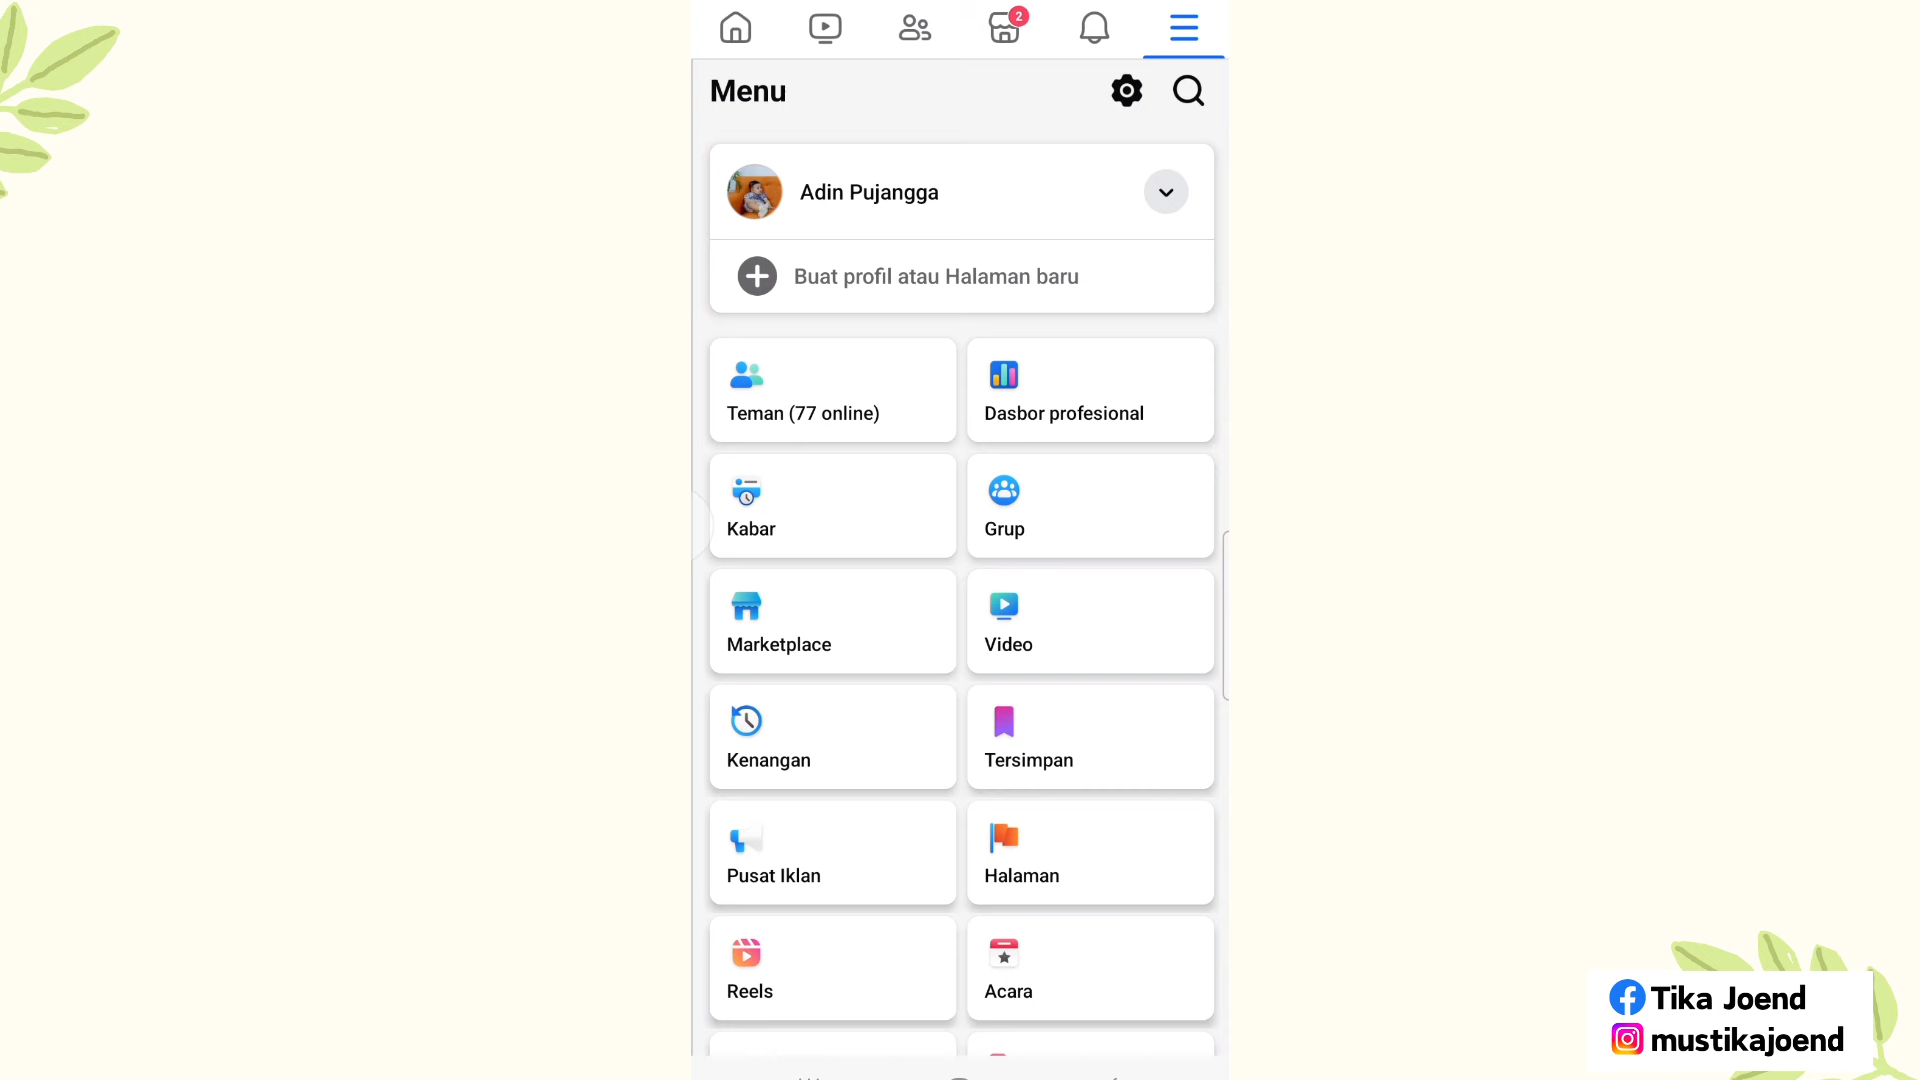 2
Menu
Adin Pujangga
Buat profil atau Halaman baru
Teman (77 online)
Dasbor profesional
Kabar
Grup
Marketplace
Video
Kenangan
Tersimpan
Pusat Iklan
Halaman
Reels
Acara
Tika Joend
mustikajoend